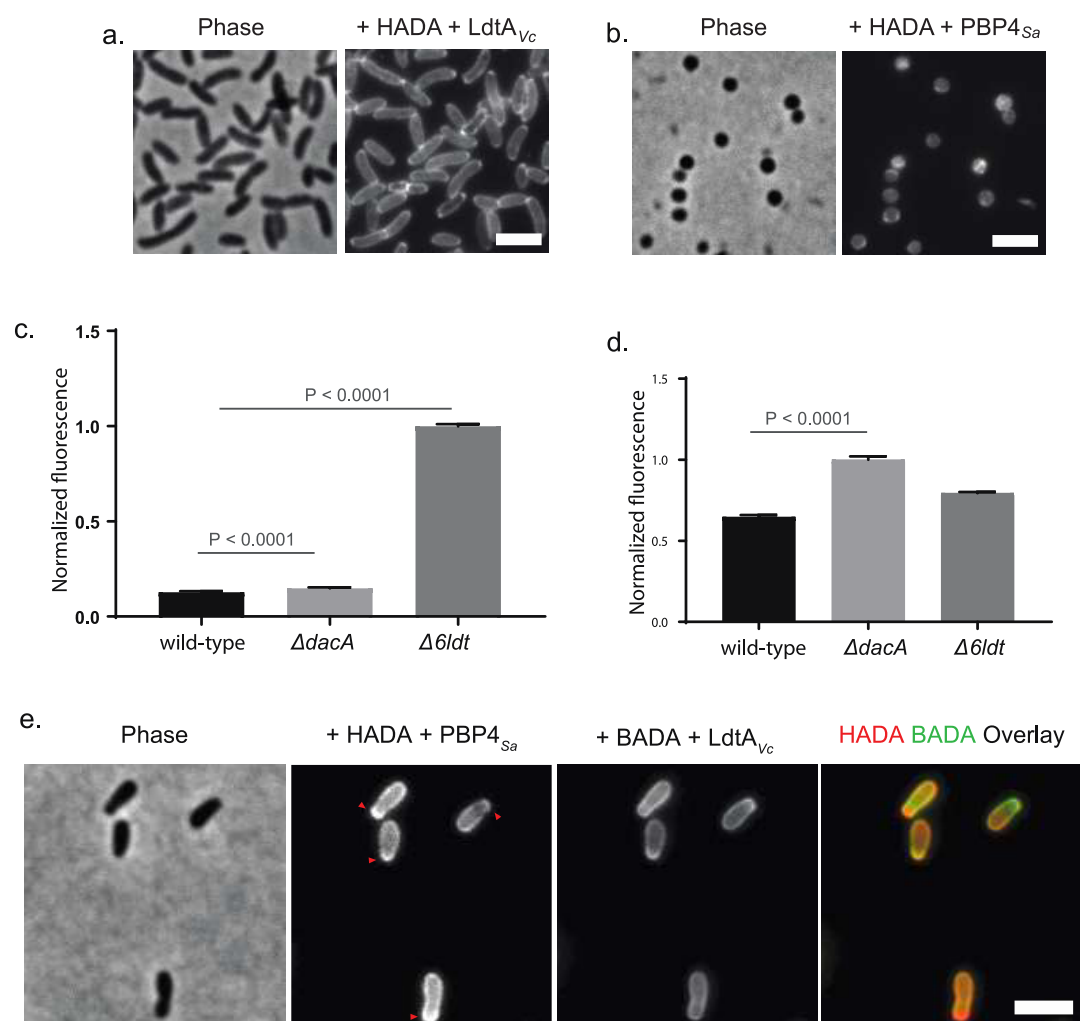 a.
Phase
+ HADA + LdtA Vc
b.
Phase
+ HADA + PBP4 Sa
c.
Normalized fluorescence
1.5
1.0
0.5
0.0
P < 0.0001
P < 0.0001
wild-type
ΔdacA
Δ6ldt
d.
Normalized fluorescence
1.5
1.0
0.5
0.0
P < 0.0001
wild-type
ΔdacA
Δ6ldt
e.
Phase
+ HADA + PBP4 Sa
+ BADA + LdtA Vc
HADA BADA Overlay